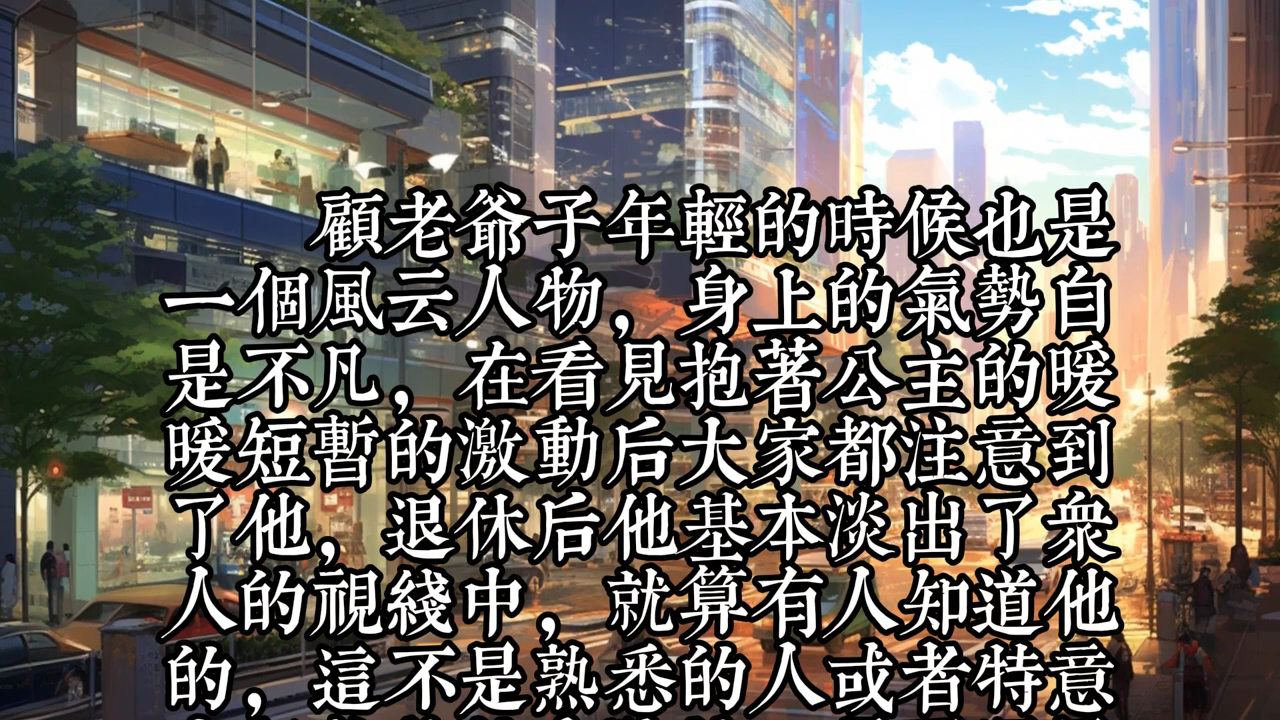 顧老爺子年輕的時候也是
一個風云人物，身上的氣勢自
是不凡，在看見抱著公主的暖
暖短暫的激動后大家都注意到
了他，退休后他基本淡出了衆
人的視綫中，就算有人知道他
的，這不是熟悉的人或者特意